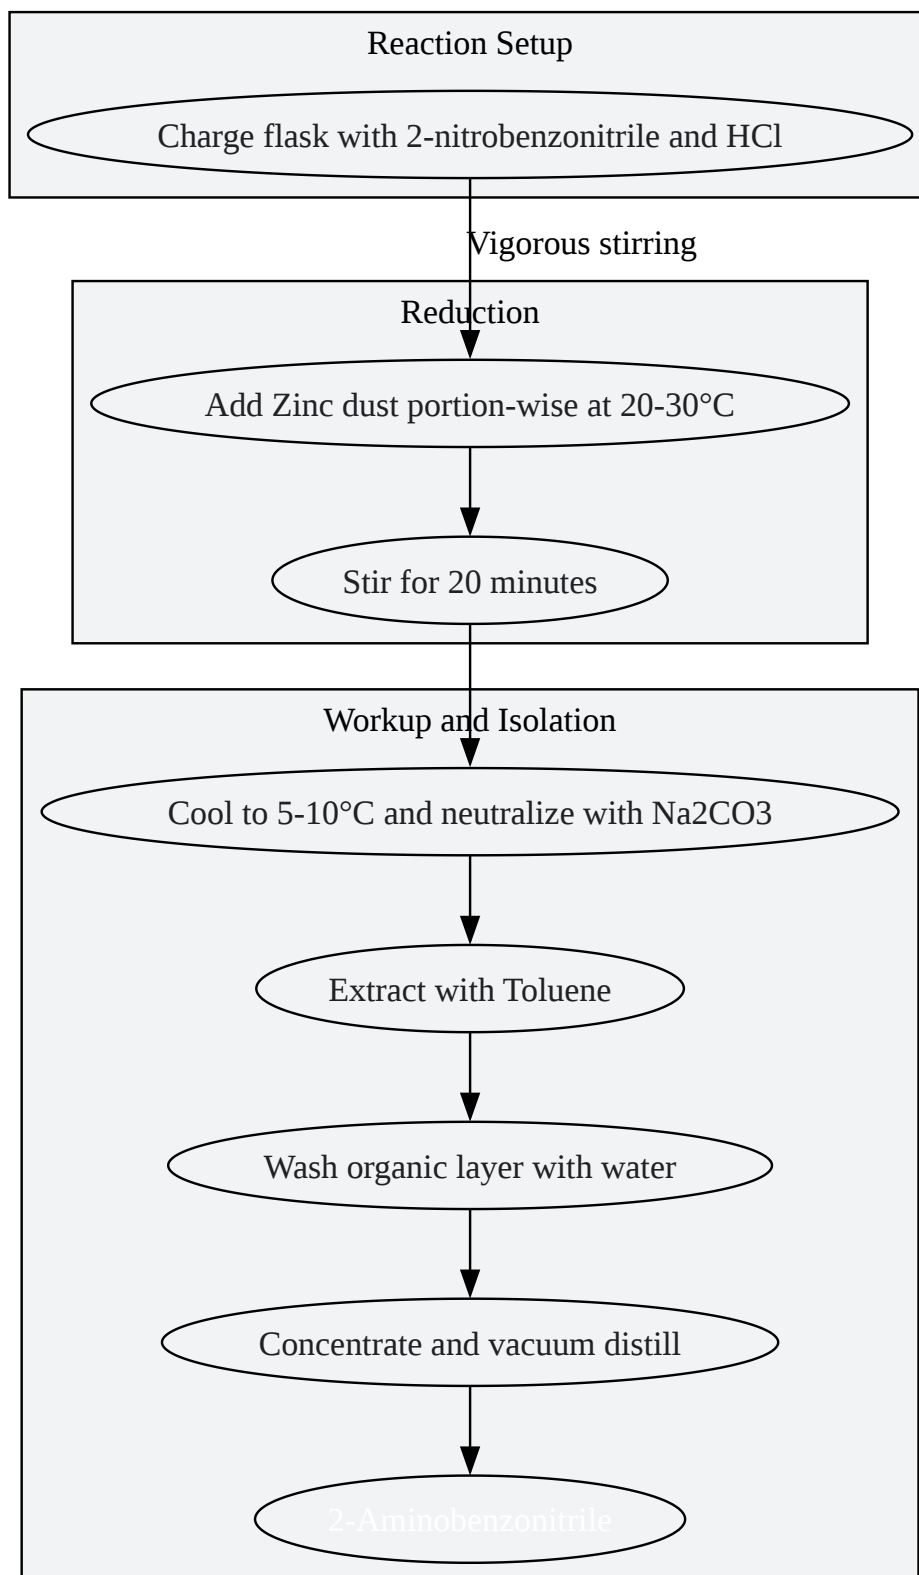 Reaction Setup
Charge flask with 2-nitrobenzonitrile and HCl
Vigorous stirring
Reduction
Add Zinc dust portion-wise at 20-30°C
Stir for 20 minutes
Workup and Isolation
Cool to 5-10°C and neutralize with Na2CO3
Extract with Toluene
Wash organic layer with water
Concentrate and vacuum distill
2-Aminobenzonitrile